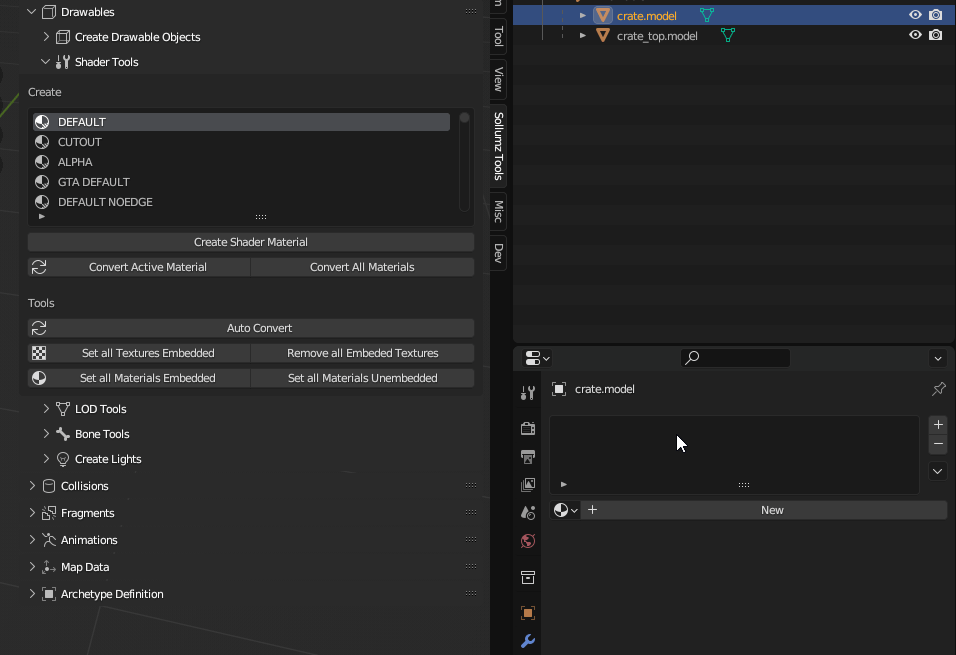 Drawables
Create Drawable Objects
Shader Tools
Create
DEFAULT
CUTOUT
ALPHA
GTA DEFAULT
DEFAULT NOEDGE
Create Shader Material
Convert Active Material
Convert All Materials
Tools
Auto Convert
Set all Textures Embedded
Remove all Embeded Textures
Set all Materials Embedded
Set all Materials Unembedded
LOD Tools
Bone Tools
Create Lights
Collisions
Fragments
Animations
Map Data
Archetype Definition
Tool
View
Sollumz Tools
Misc
Dev
crate.model
crate_top.model
crate.model
New